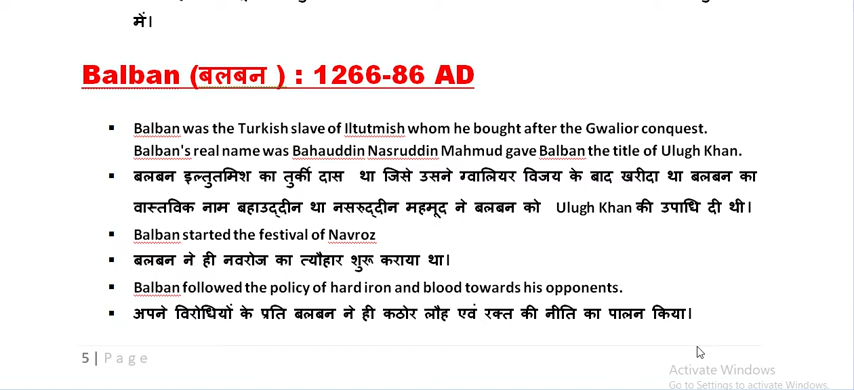 में।
Balban (बलबन ) : 1266-86 AD
▪ Balban was the Turkish slave of Iltutmish whom he bought after the Gwalior conquest.
Balban's real name was Bahauddin Nasruddin Mahmud gave Balban the title of Ulugh Khan.
▪ बलबन इल्तुतमिश का तुर्की दास था जिसे उसने ग्वालियर विजय के बाद खरीदा था बलबन का
वास्तविक नाम बहाउद्दीन था नसरुद्दीन महमूद ने बलबन को Ulugh Khan की उपाधि दी थी।
▪ Balban started the festival of Navroz
▪ बलबन ने ही नवरोज का त्यौहार शुरू कराया था।
▪ Balban followed the policy of hard iron and blood towards his opponents.
▪ अपने विरोधियों के प्रति बलबन ने ही कठोर लौह एवं रक्त की नीति का पालन किया।
5 | Page
Activate Windows
Go to Settings to activate Windows.